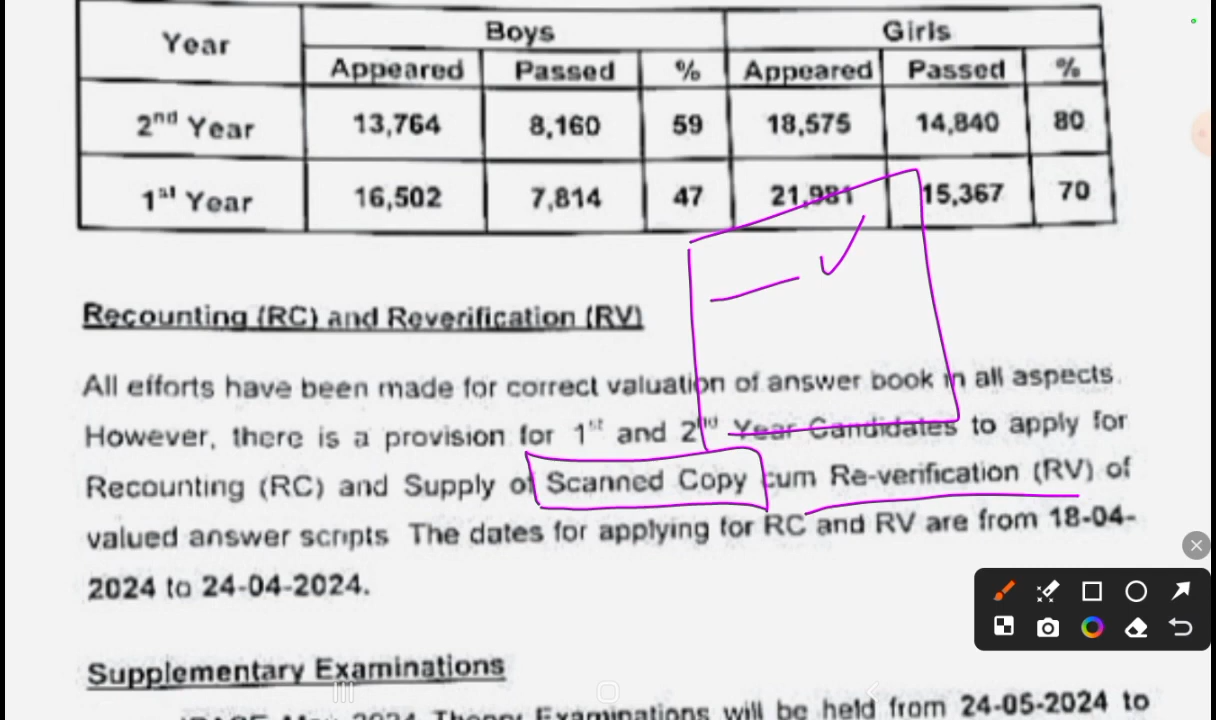 Year Boys Girls
Appeared Passed % Appeared Passed %
2nd Year 13,764 8,160 59 18,575 14,840 80
1st Year 16,502 7,814 47 21,981 15,367 70
Recounting (RC) and Reverification (RV)
All efforts have been made for correct valuation of answer book in all aspects.
However, there is a provision for 1st and 2nd Year Candidates to apply for
Recounting (RC) and Supply of Scanned Copy cum Re-verification (RV) of
valued answer scripts The dates for applying for RC and RV are from 18-04-
2024 to 24-04-2024.
Supplementary Examinations
2024 Theory Examinations will be held from 24-05-2024 to